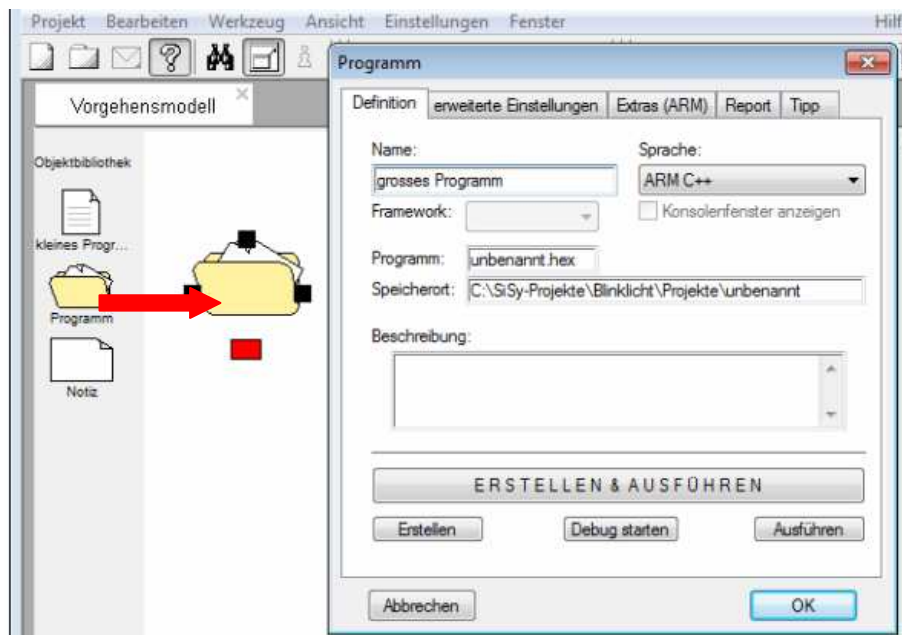 Projekt Bearbeiten Werkzeug Ansicht Einstellungen Fenster Hilf
Vorgehensmodell
Objektbibliothek
kleines Progr...
Programm
Notiz
Programm
Definition erweiterte Einstellungen Extras (ARM) Report Tipp
Name: Sprache:
grosses Programm ARM C++
Framework: Konsolenfenster anzeigen
Programm: unbenannt.hex
Speicherort: C:\SiSy-Projekte\Blinklicht\Projekte\unbenannt
Beschreibung:
ERSTELLEN & AUSFÜHREN
Erstellen Debug starten Ausführen
Abbrechen OK